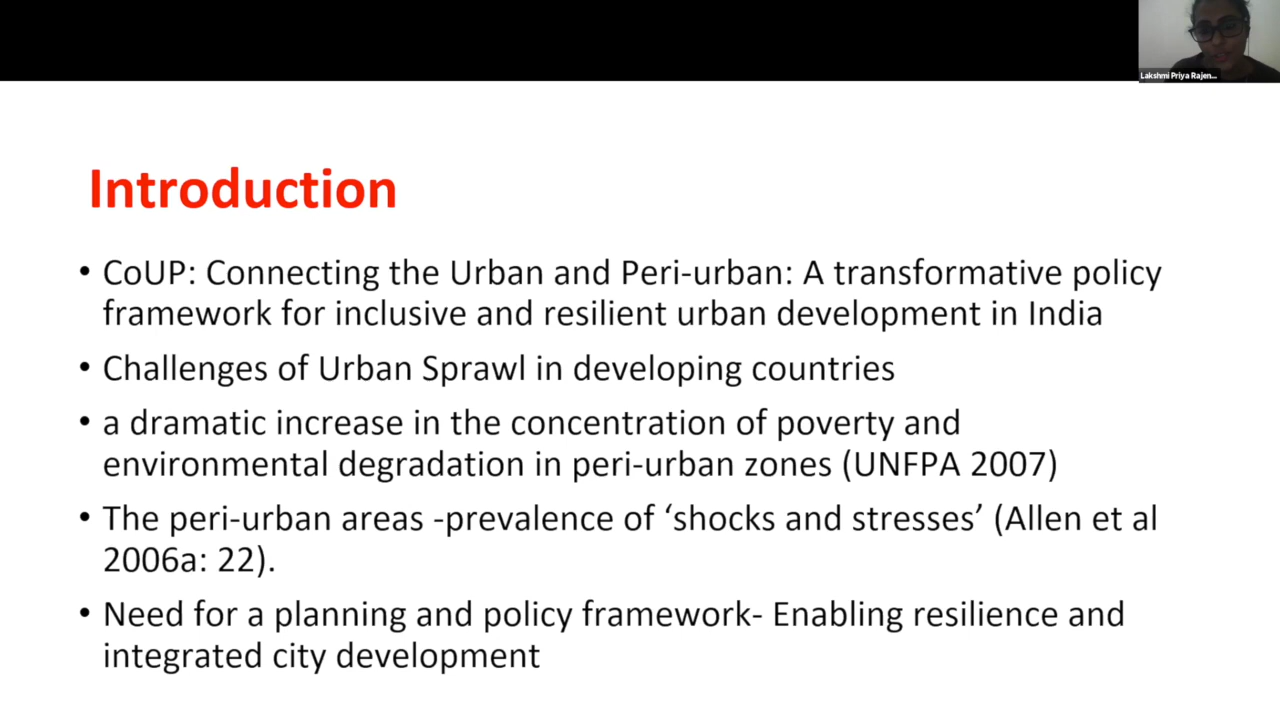 Lakshmi Priya Rajen...
Introduction
• CoUP: Connecting the Urban and Peri-urban: A transformative policy
framework for inclusive and resilient urban development in India
• Challenges of Urban Sprawl in developing countries
• a dramatic increase in the concentration of poverty and
environmental degradation in peri-urban zones (UNFPA 2007)
• The peri-urban areas -prevalence of ‘shocks and stresses’ (Allen et al
2006a: 22).
• Need for a planning and policy framework- Enabling resilience and
integrated city development